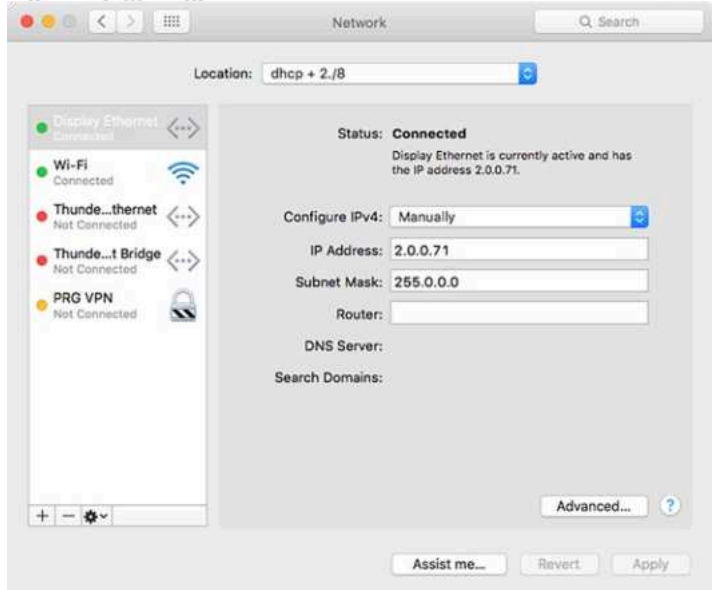 Network
Search
Location: dhcp + 2./8
Display Ethernet
Connected
Wi-Fi
Connected
Thunde...thernet
Not Connected
Thunde...t Bridge
Not Connected
PRG VPN
Not Connected
Status: Connected
Display Ethernet is currently active and has
the IP address 2.0.0.71.
Configure IPv4: Manually
IP Address: 2.0.0.71
Subnet Mask: 255.0.0.0
Router:
DNS Server:
Search Domains:
Advanced... ?
Assist me... Revert Apply